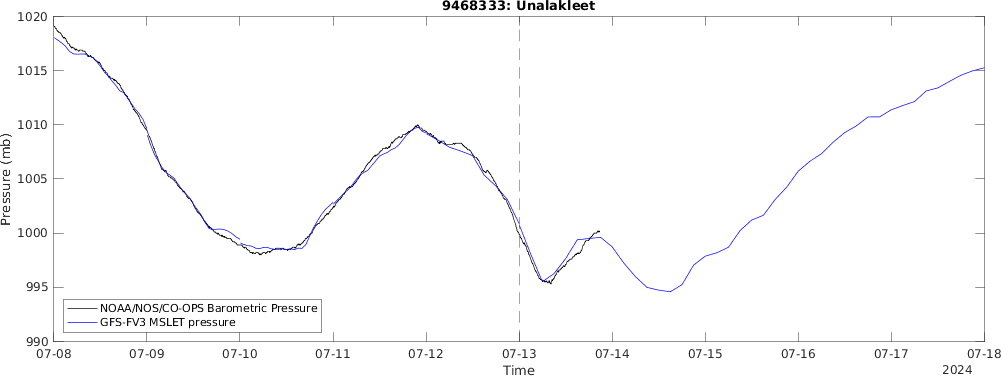 9468333: Unalakleet
Pressure (mb)
1020
1015
1010
1005
1000
995
990
NOAA/NOS/CO-OPS Barometric Pressure
GFS-FV3 MSLET pressure
07-08 07-09 07-10 07-11 07-12 07-13 07-14 07-15 07-16 07-17 07-18
Time
2024